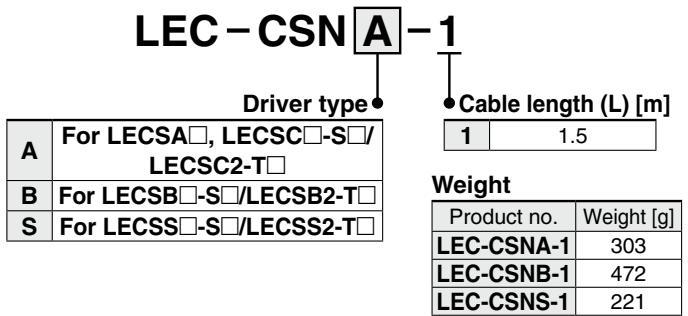 LEC－CSN A－1
Driver type
A For LECSA□, LECSC□-S□/
LECSC2-T□
B For LECSB□-S□/LECSB2-T□
S For LECSS□-S□/LECSS2-T□
Cable length (L) [m]
1 1.5
Weight
Product no. Weight [g]
LEC-CSNA-1 303
LEC-CSNB-1 472
LEC-CSNS-1 221